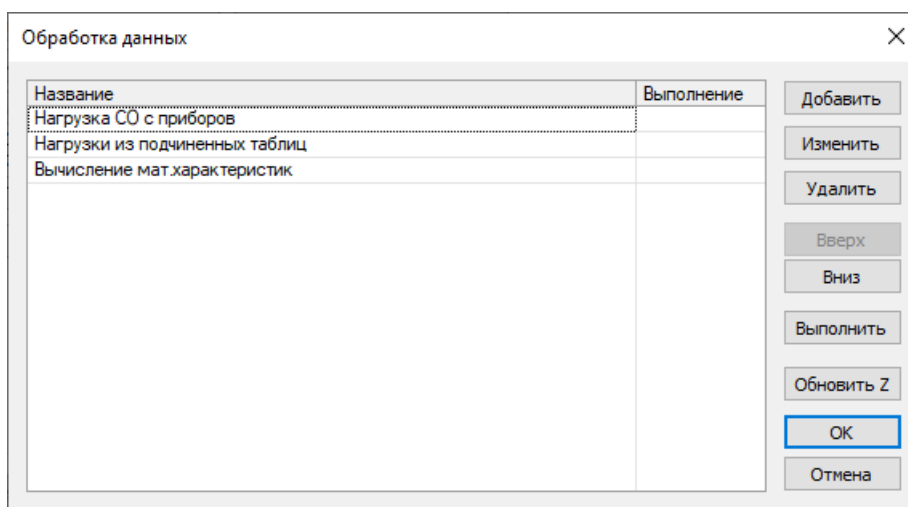 Обработка данных
Название Выполнение
Нагрузка СО с приборов
Нагрузки из подчиненных таблиц
Вычисление мат.характеристик
Добавить
Изменить
Удалить
Вверх
Вниз
Выполнить
Обновить Z
ОК
Отмена